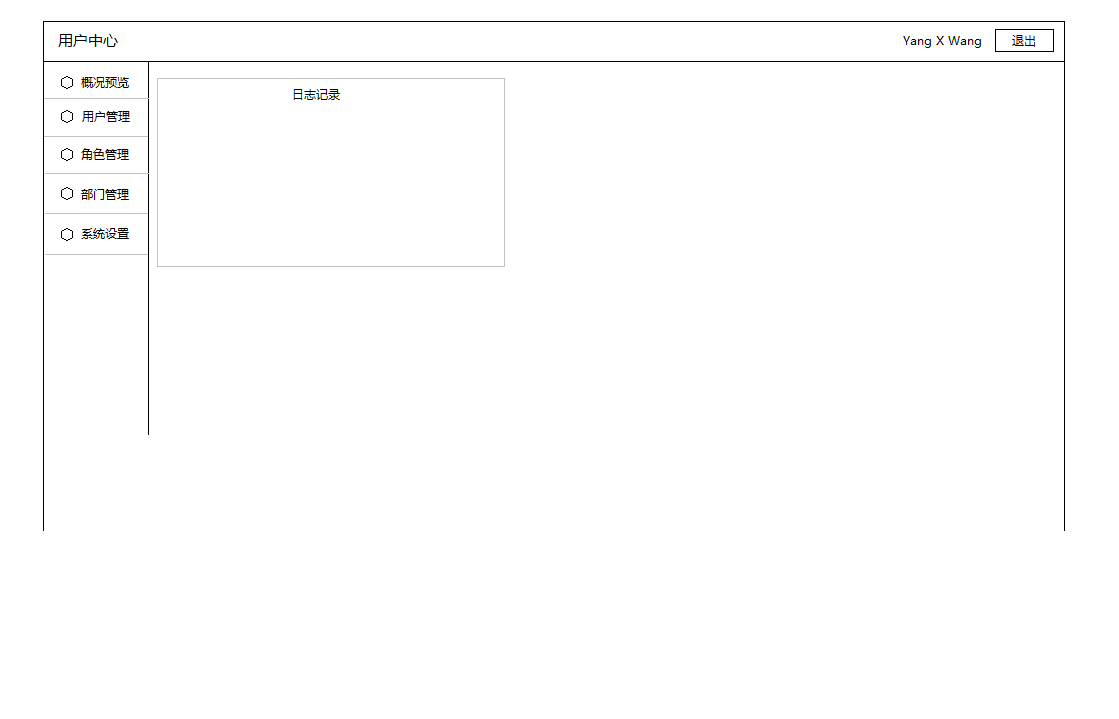 用户中心
Yang X Wang
退出
概况预览
日志记录
用户管理
角色管理
部门管理
系统设置